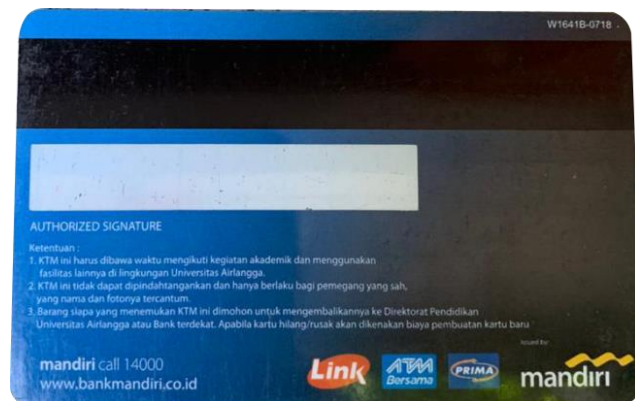 W1641B-0718
AUTHORIZED SIGNATURE
Ketentuan :
1. KTM ini harus dibawa waktu mengikuti kegiatan akademik dan menggunakan
fasilitas lainnya di lingkungan Universitas Airlangga.
2. KTM ini tidak dapat dipindahtangankan dan hanya berlaku bagi pemegang yang sah,
yang nama dan fotonya tercantum.
3. Barang siapa yang menemukan KTM ini dimohon untuk mengembalikannya ke Direktorat Pendidikan
Universitas Airlangga atau Bank terdekat. Apabila kartu hilang/rusak akan dikenakan biaya pembuatan kartu baru
issued by:
mandiri call 14000
www.bankmandiri.co.id
Link
ATM
Bersama
PRIMA
mandiri